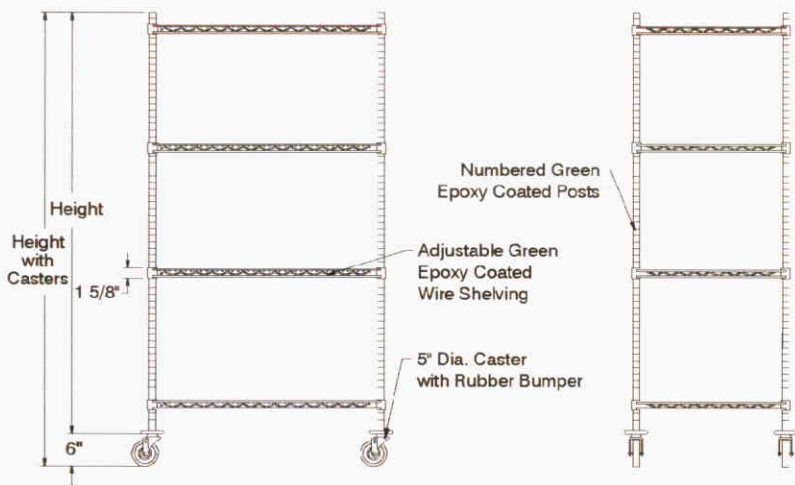 Numbered Green
Epoxy Coated Posts
Height
Height
with
Casters
Adjustable Green
Epoxy Coated
Wire Shelving
1 5/8"
5" Dia. Caster
with Rubber Bumper
6"